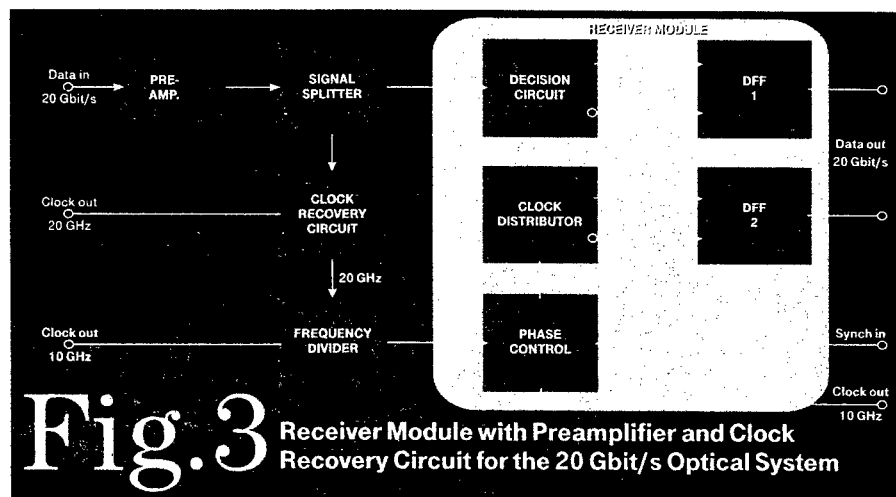 RECEIVER MODULE
Data in
20 Gbit/s
PRE-
AMP.
SIGNAL
SPLITTER
DECISION
CIRCUIT
DFF
1
Data out
20 Gbit/s
Clock out
20 GHz
CLOCK
RECOVERY
CIRCUIT
CLOCK
DISTRIBUTOR
DFF
2
20 GHz
Clock out
10 GHz
FREQUENCY
DIVIDER
PHASE
CONTROL
Synch in
Clock out
10 GHz
Fig.3
Receiver Module with Preamplifier and Clock
Recovery Circuit for the 20 Gbit/s Optical System